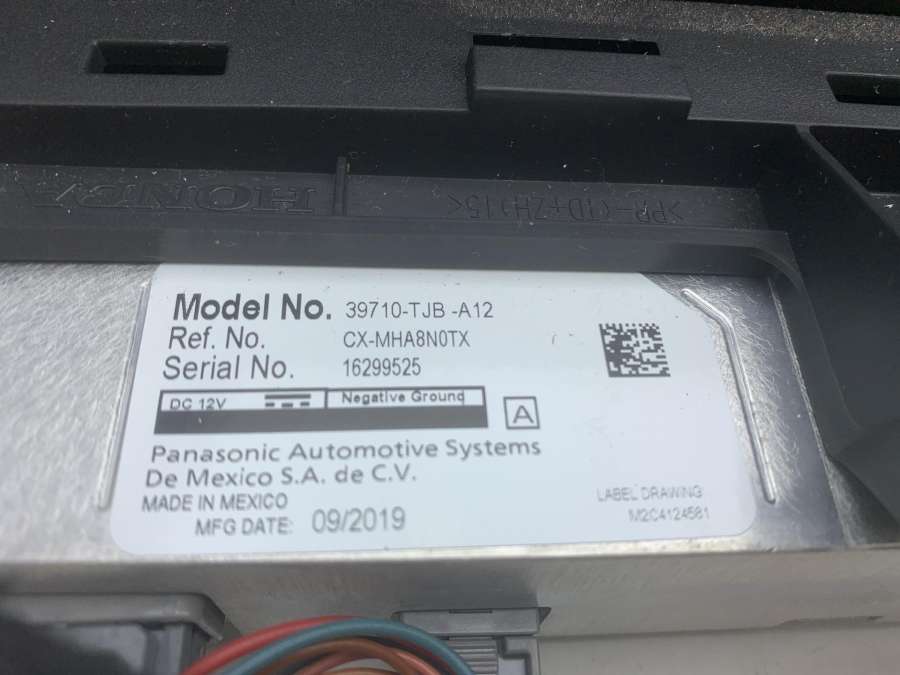 HONDA
>PP-(TD+ZH)15<
Model No. 39710-TJB -A12
Ref. No. CX-MHA8N0TX
Serial No. 16299525
DC 12V Negative Ground
A
Panasonic Automotive Systems
De Mexico S.A. de C.V.
MADE IN MEXICO
MFG DATE: 09/2019
LABEL DRAWING
M2C4124581